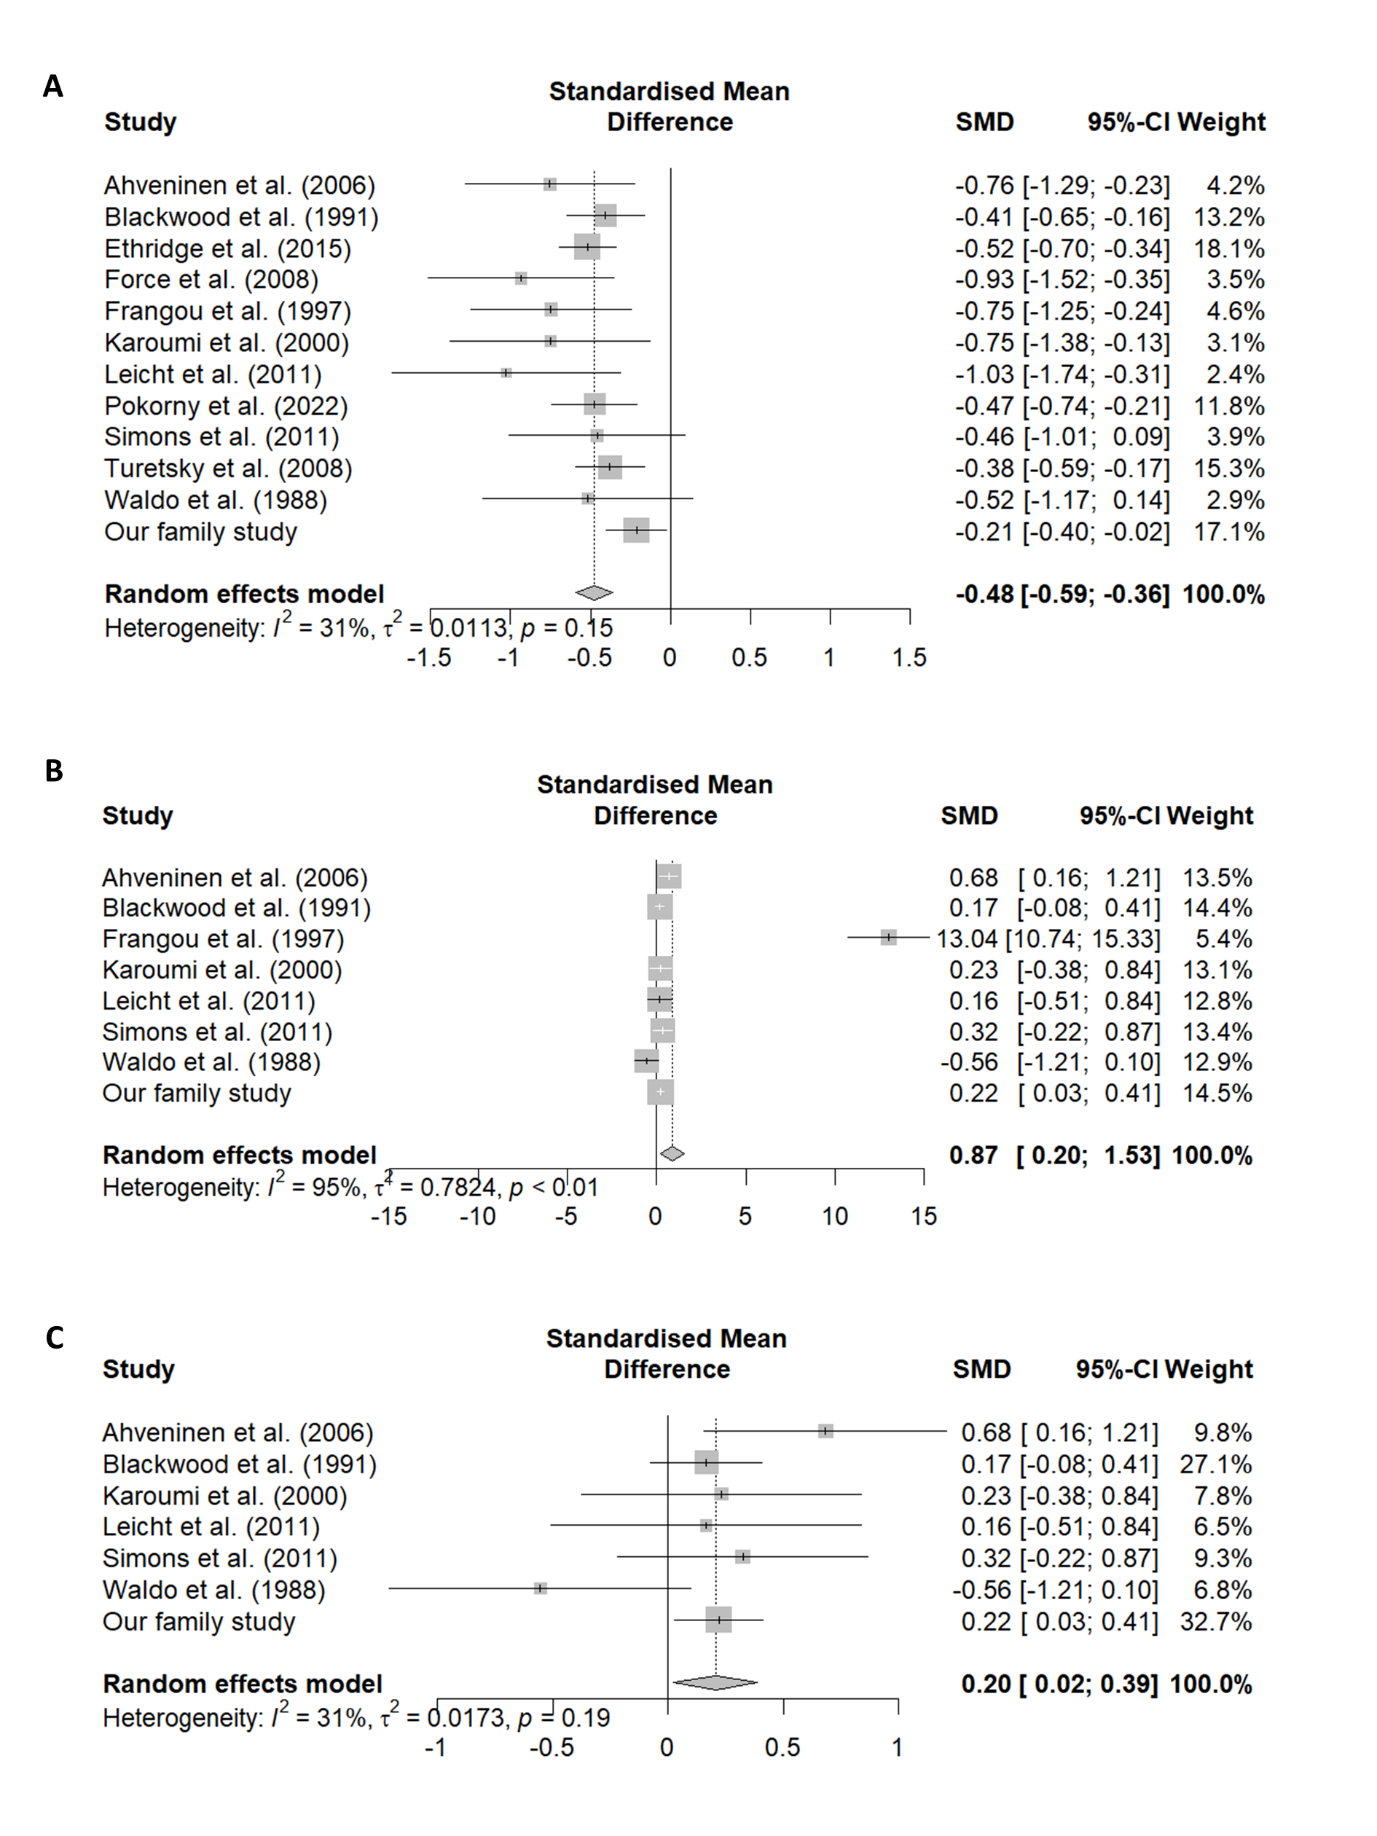 A
Standardised Mean
Study Difference SMD 95%-CI Weight
Ahveninen et al. (2006) -0.76 [-1.29; -0.23] 4.2%
Blackwood et al. (1991) -0.41 [-0.65; -0.16] 13.2%
Ethridge et al. (2015) -0.52 [-0.70; -0.34] 18.1%
Force et al. (2008) -0.93 [-1.52; -0.35] 3.5%
Frangou et al. (1997) -0.75 [-1.25; -0.24] 4.6%
Karoumi et al. (2000) -0.75 [-1.38; -0.13] 3.1%
Leicht et al. (2011) -1.03 [-1.74; -0.31] 2.4%
Pokorny et al. (2022) -0.47 [-0.74; -0.21] 11.8%
Simons et al. (2011) -0.46 [-1.01; 0.09] 3.9%
Turetsky et al. (2008) -0.38 [-0.59; -0.17] 15.3%
Waldo et al. (1988) -0.52 [-1.17; 0.14] 2.9%
Our family study -0.21 [-0.40; -0.02] 17.1%
Random effects model -0.48 [-0.59; -0.36] 100.0%
Heterogeneity: I² = 31%, τ² = 0.0113, p = 0.15
-1.5 -1 -0.5 0 0.5 1 1.5
B
Standardised Mean
Study Difference SMD 95%-CI Weight
Ahveninen et al. (2006) 0.68 [ 0.16; 1.21] 13.5%
Blackwood et al. (1991) 0.17 [-0.08; 0.41] 14.4%
Frangou et al. (1997) 13.04 [10.74; 15.33] 5.4%
Karoumi et al. (2000) 0.23 [-0.38; 0.84] 13.1%
Leicht et al. (2011) 0.16 [-0.51; 0.84] 12.8%
Simons et al. (2011) 0.32 [-0.22; 0.87] 13.4%
Waldo et al. (1988) -0.56 [-1.21; 0.10] 12.9%
Our family study 0.22 [ 0.03; 0.41] 14.5%
Random effects model 0.87 [ 0.20; 1.53] 100.0%
Heterogeneity: I² = 95%, τ² = 0.7824, p < 0.01
-15 -10 -5 0 5 10 15
C
Standardised Mean
Study Difference SMD 95%-CI Weight
Ahveninen et al. (2006) 0.68 [ 0.16; 1.21] 9.8%
Blackwood et al. (1991) 0.17 [-0.08; 0.41] 27.1%
Karoumi et al. (2000) 0.23 [-0.38; 0.84] 7.8%
Leicht et al. (2011) 0.16 [-0.51; 0.84] 6.5%
Simons et al. (2011) 0.32 [-0.22; 0.87] 9.3%
Waldo et al. (1988) -0.56 [-1.21; 0.10] 6.8%
Our family study 0.22 [ 0.03; 0.41] 32.7%
Random effects model 0.20 [ 0.02; 0.39] 100.0%
Heterogeneity: I² = 31%, τ² = 0.0173, p = 0.19
-1 -0.5 0 0.5 1